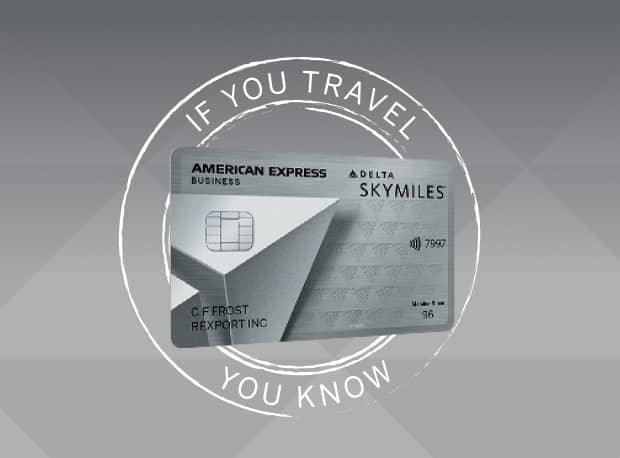 IF YOU TRAVEL
AMERICAN EXPRESS
BUSINESS
DELTA
SKYMILES
7997
C F FROST
REXPORT INC
Member Since
96
YOU KNOW